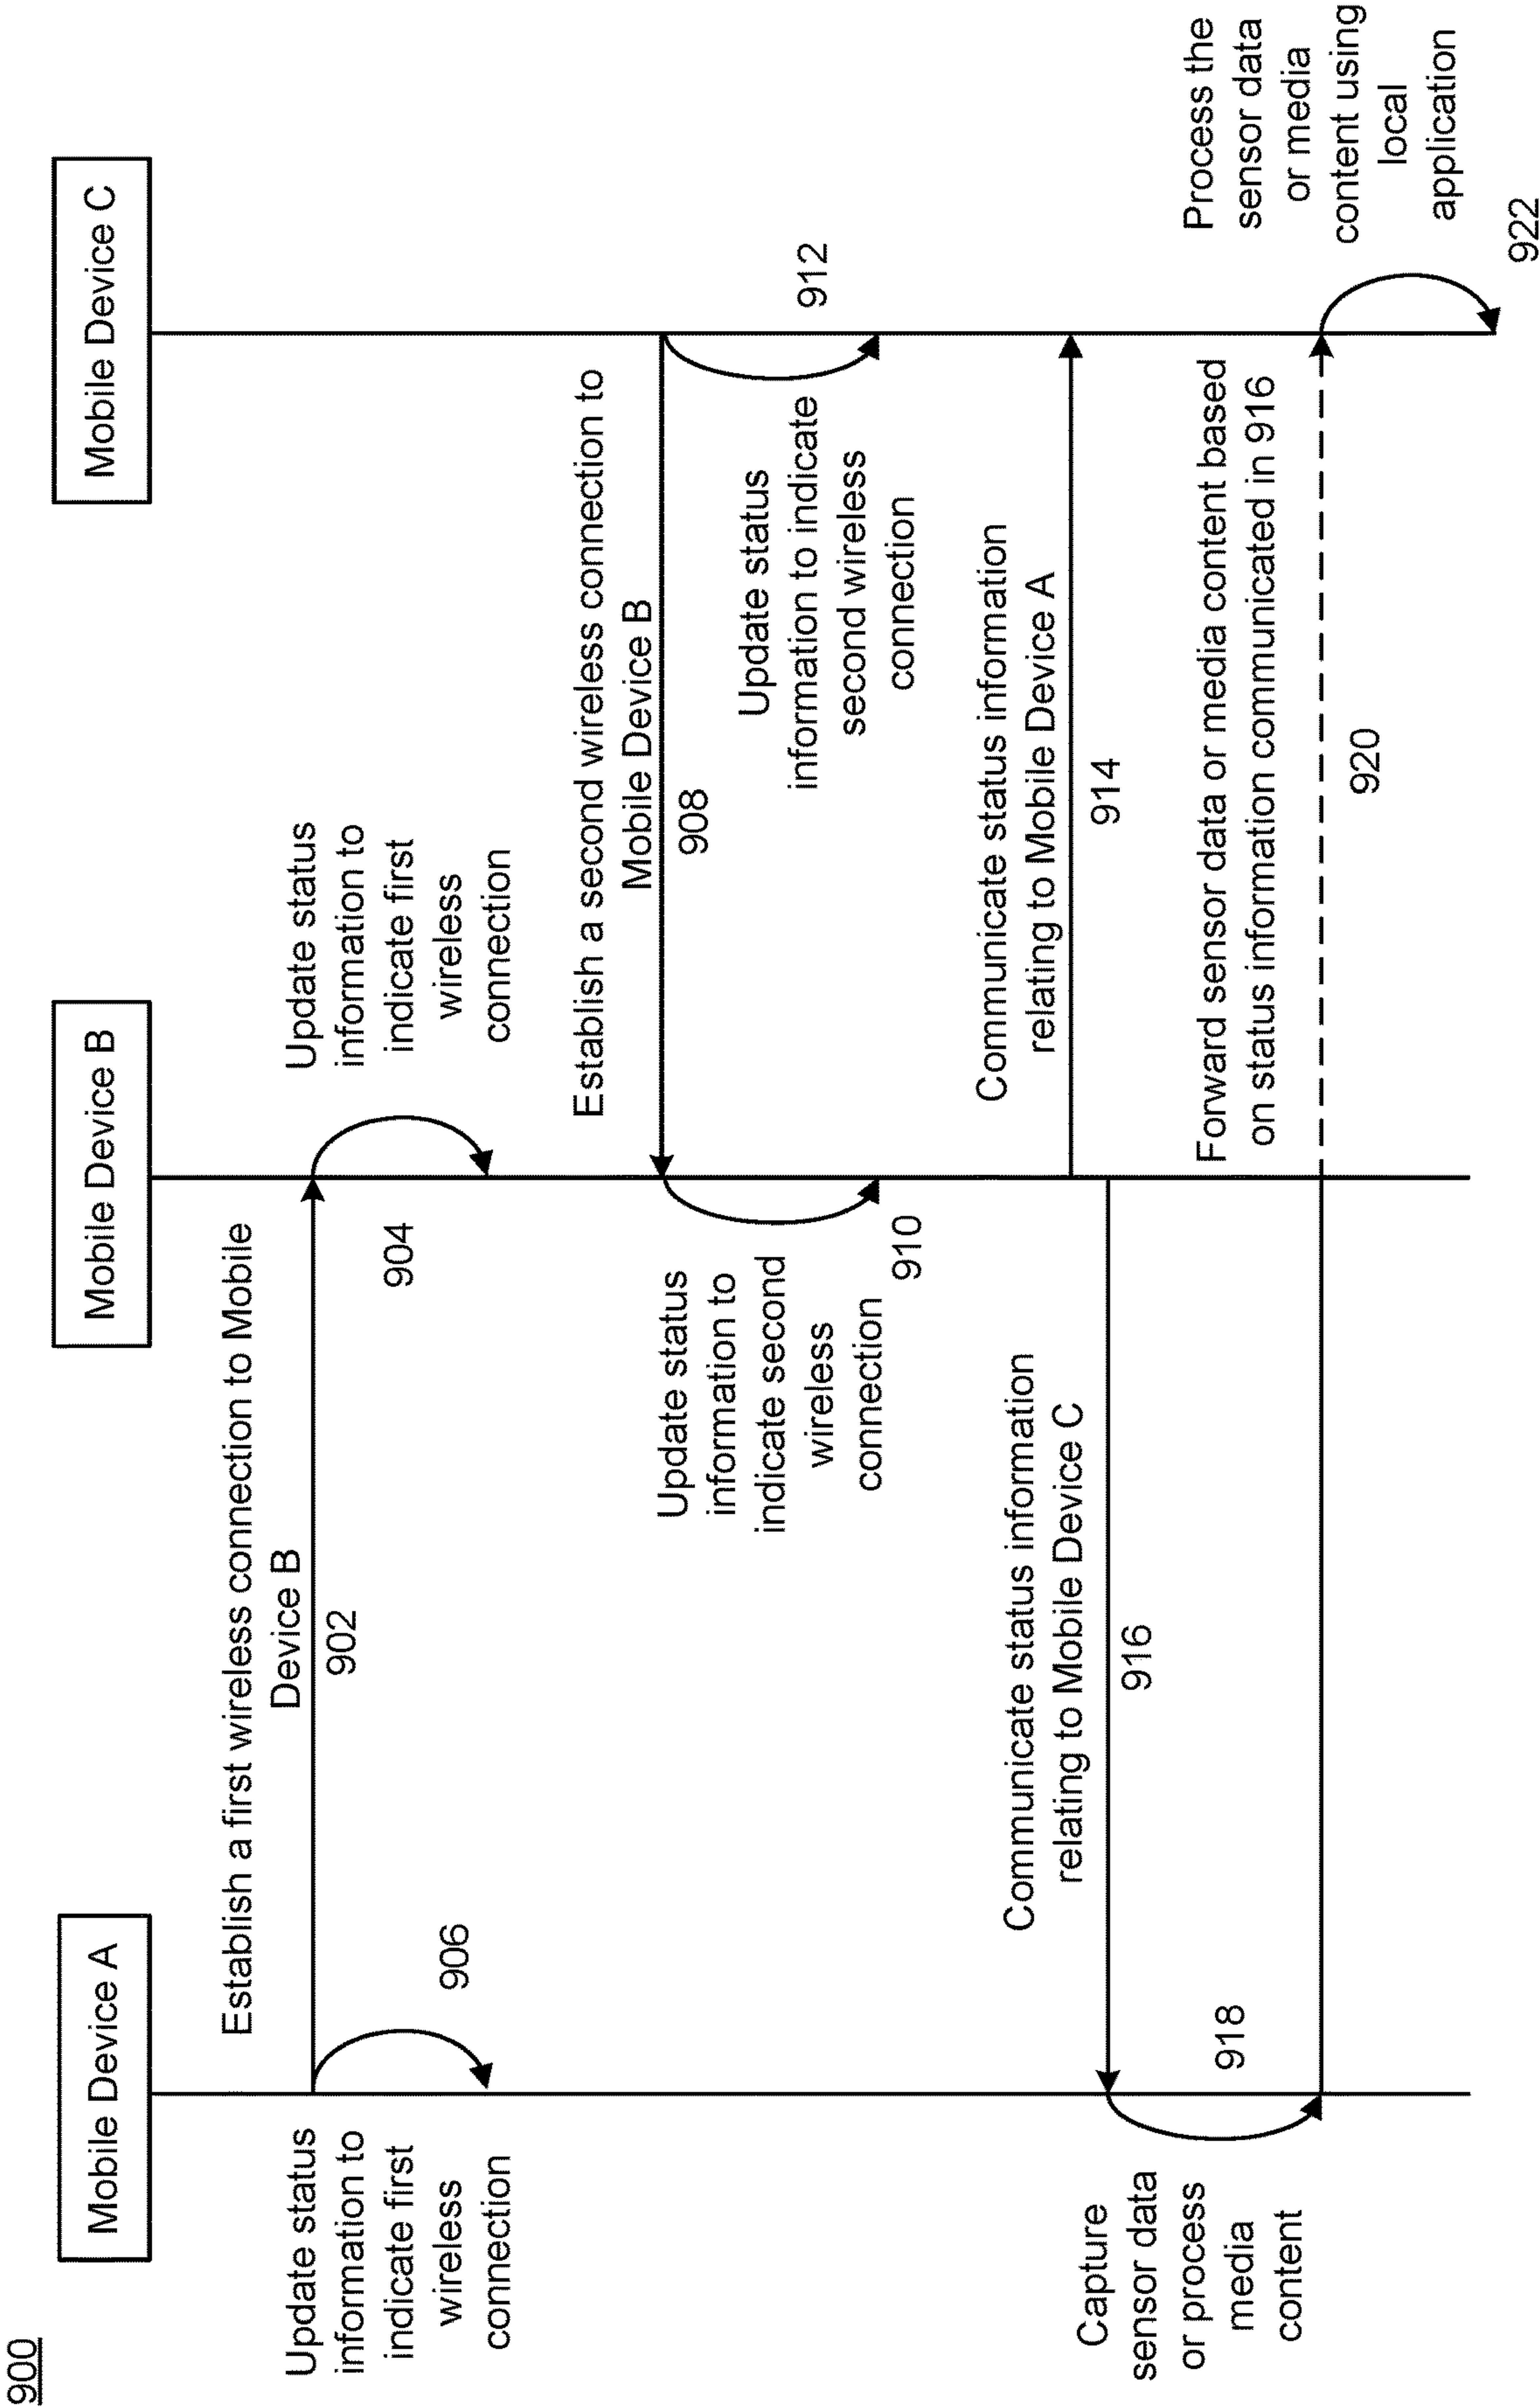 900
Mobile Device A
Mobile Device B
Mobile Device C
Establish a first wireless connection to Mobile
Device B
902
Update status
information to
indicate first
wireless
connection
906
Update status
information to
indicate first
wireless
connection
904
Establish a second wireless connection to
Mobile Device B
908
Update status
information to
indicate second
wireless
connection
910
Update status
information to indicate
second wireless
connection
912
Communicate status information
relating to Mobile Device A
914
Communicate status information
relating to Mobile Device C
916
Capture
sensor data
or process
media
content
918
Forward sensor data or media content based
on status information communicated in 916
920
Process the
sensor data
or media
content using
local
application
922